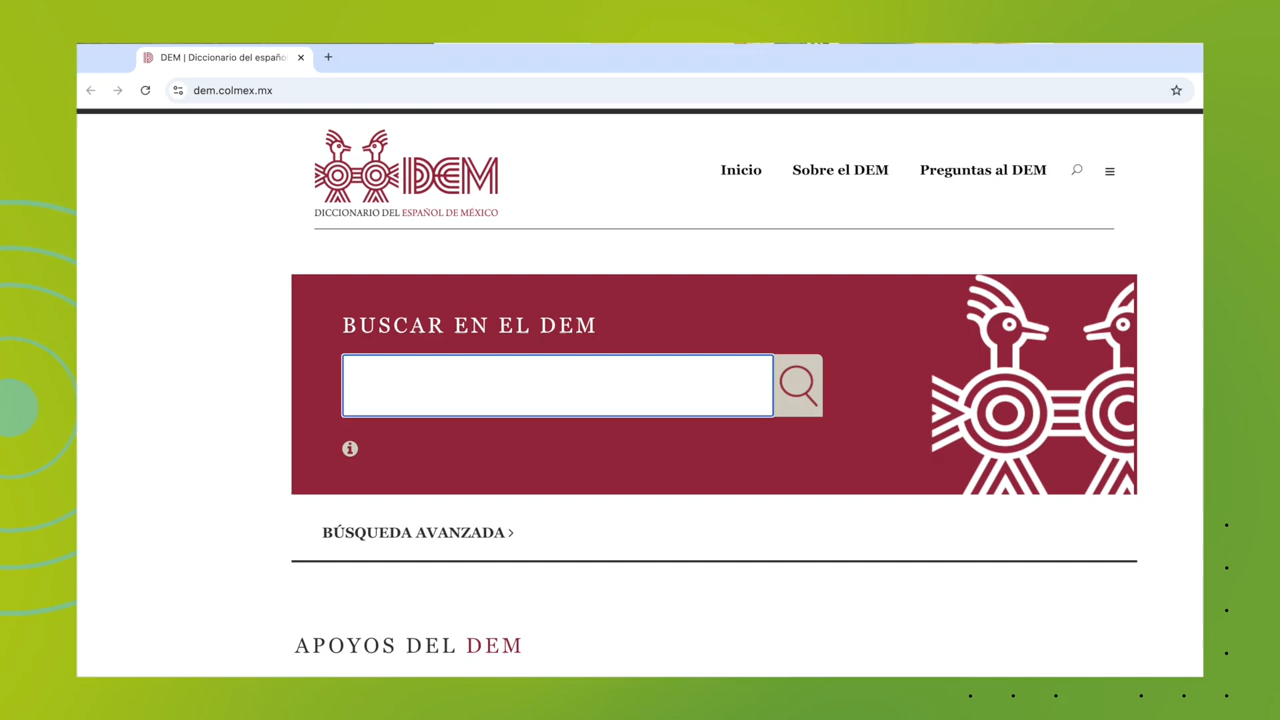 DEM | Diccionario del españo
dem.colmex.mx
DEM
DICCIONARIO DEL ESPAÑOL DE MÉXICO
Inicio
Sobre el DEM
Preguntas al DEM
BUSCAR EN EL DEM
BÚSQUEDA AVANZADA
APOYOS DEL DEM